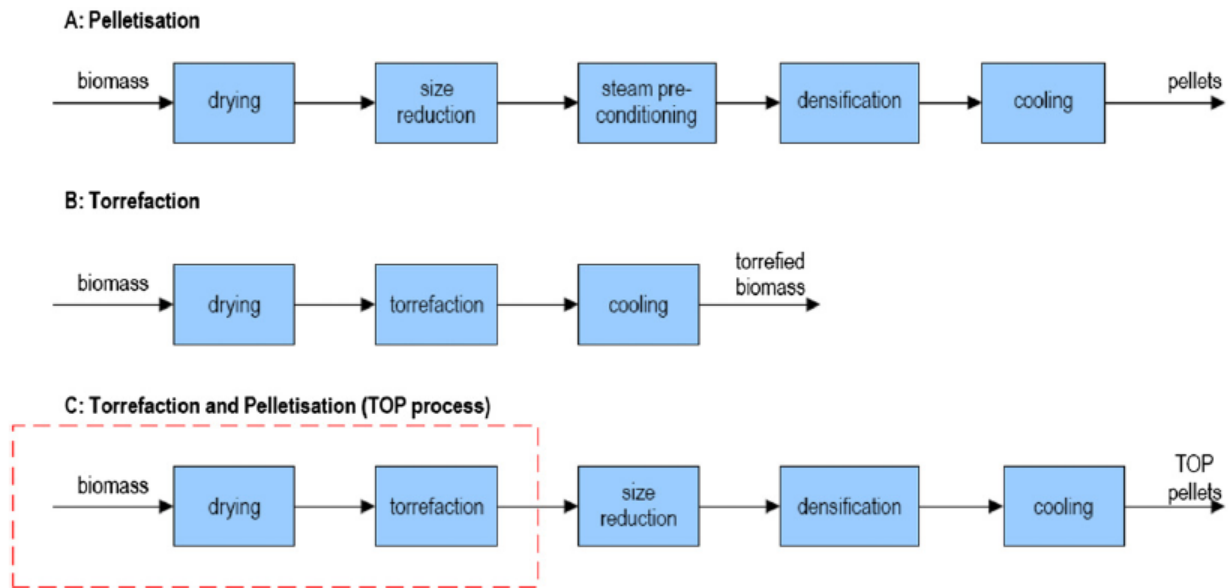 A: Pelletisation
biomass
drying
size
reduction
steam pre-
conditioning
densification
cooling
pellets
B: Torrefaction
biomass
drying
torrefaction
cooling
torrefied
biomass
C: Torrefaction and Pelletisation (TOP process)
biomass
drying
torrefaction
size
reduction
densification
cooling
TOP
pellets